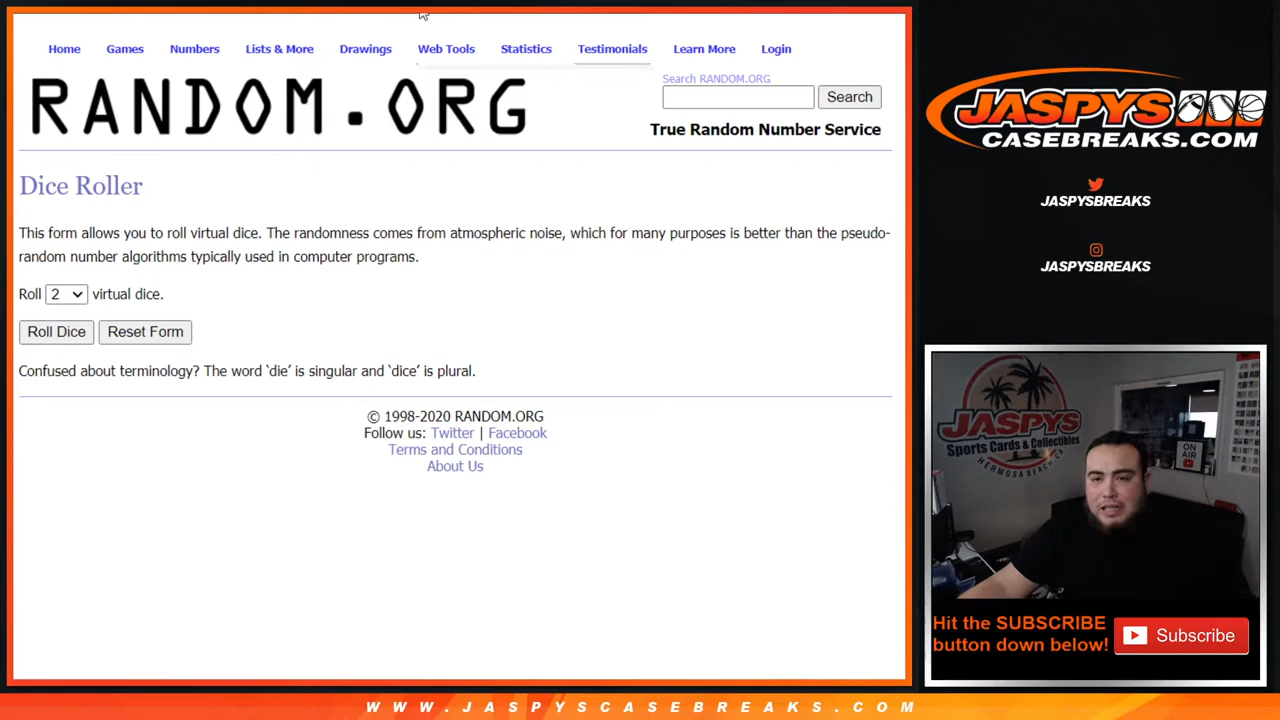 Home Games Numbers Lists & More Drawings Web Tools Statistics Testimonials Learn More Login
RANDOM.ORG
Search RANDOM.ORG
Search
True Random Number Service
Dice Roller
This form allows you to roll virtual dice. The randomness comes from atmospheric noise, which for many purposes is better than the pseudo-
random number algorithms typically used in computer programs.
Roll 2 virtual dice.
Roll Dice Reset Form
Confused about terminology? The word ‘die’ is singular and ‘dice’ is plural.
© 1998-2020 RANDOM.ORG
Follow us: Twitter | Facebook
Terms and Conditions
About Us
JASPYS
CASEBREAKS.COM
JASPYSBREAKS
JASPYSBREAKS
JASPYS
Sports Cards & Collectibles
HERMOSA BEACH, CA
ON
AIR
Hit the SUBSCRIBE
button down below!
Subscribe
WWW.JASPYSCASEBREAKS.COM